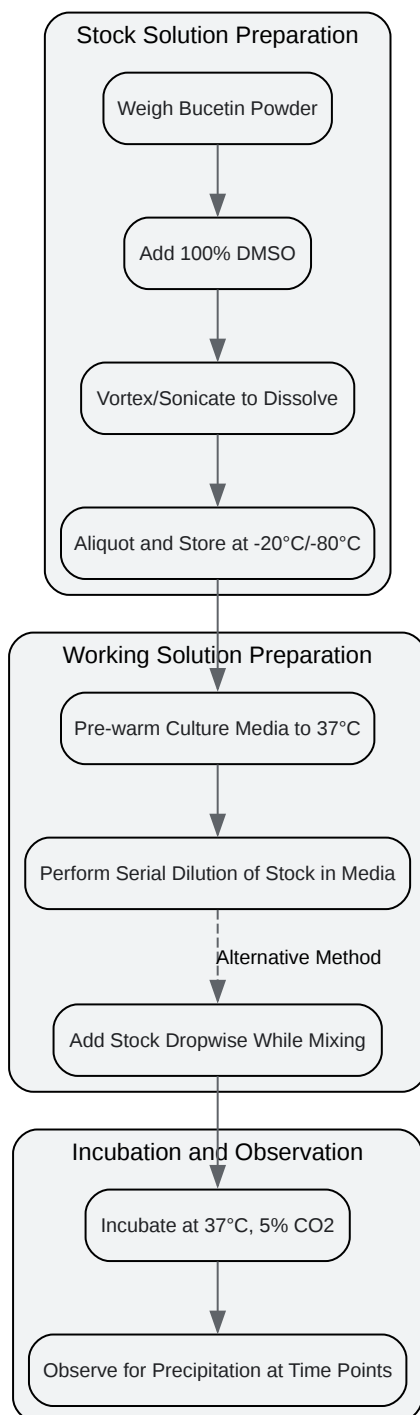 Stock Solution Preparation
Weigh Bucetin Powder
Add 100% DMSO
Vortex/Sonicate to Dissolve
Aliquot and Store at -20°C/-80°C
Working Solution Preparation
Pre-warm Culture Media to 37°C
Perform Serial Dilution of Stock in Media
Alternative Method
Add Stock Dropwise While Mixing
Incubation and Observation
Incubate at 37°C, 5% CO2
Observe for Precipitation at Time Points